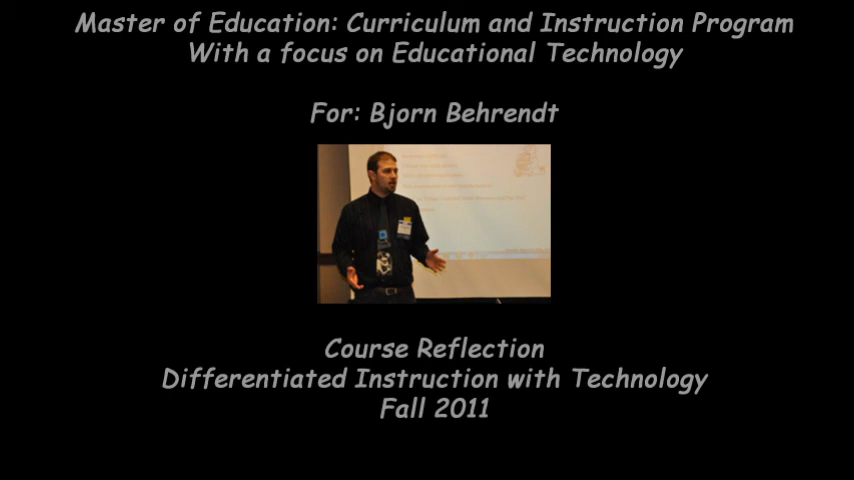 Master of Education: Curriculum and Instruction Program
With a focus on Educational Technology
For: Bjorn Behrendt
Course Reflection
Differentiated Instruction with Technology
Fall 2011